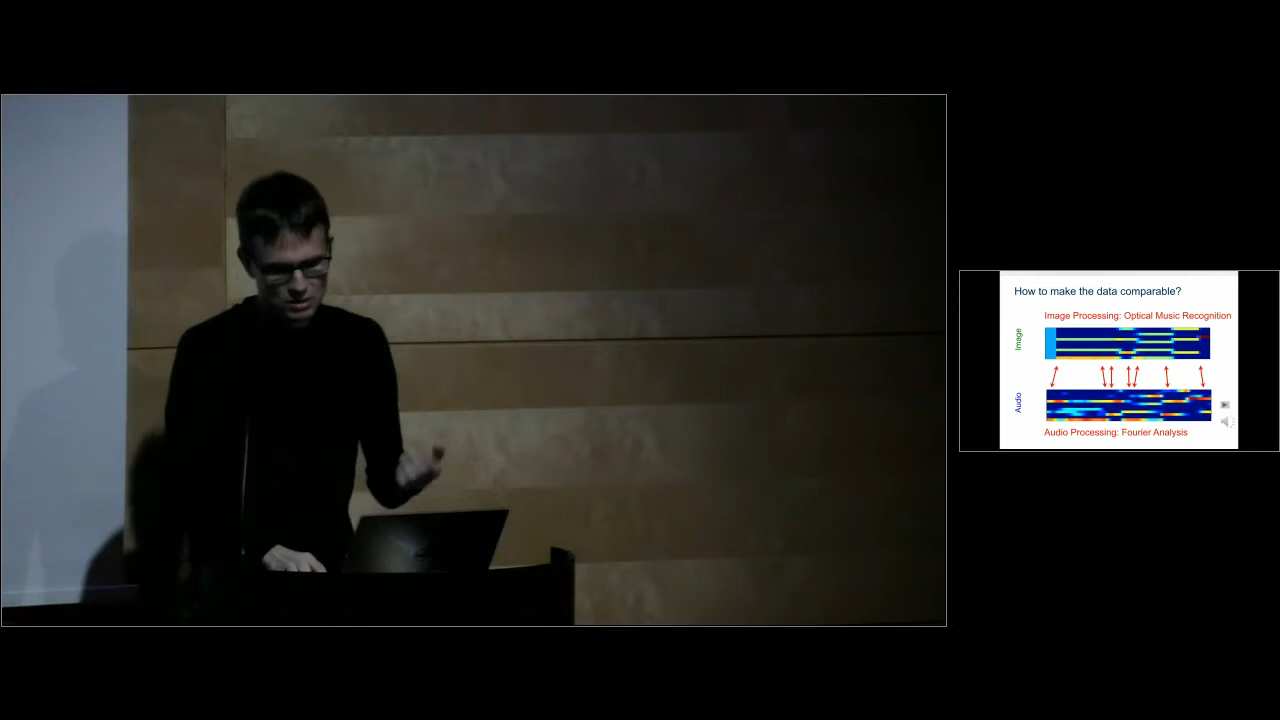 How to make the data comparable?
Image Processing: Optical Music Recognition
Image
Audio
Audio Processing: Fourier Analysis